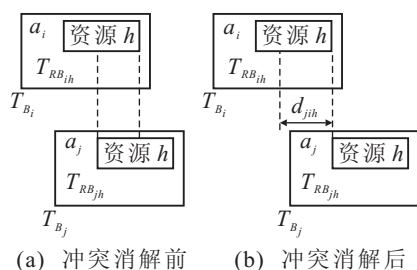 a_i 资源 h a_i 资源 h
T_{RB_{ih}} T_{RB_{ih}}
T_{B_i} T_{B_i} d_{jih}
a_j 资源 h a_j 资源 h
T_{RB_{jh}} T_{RB_{jh}}
T_{B_j} T_{B_j}
(a) 冲突消解前 (b) 冲突消解后